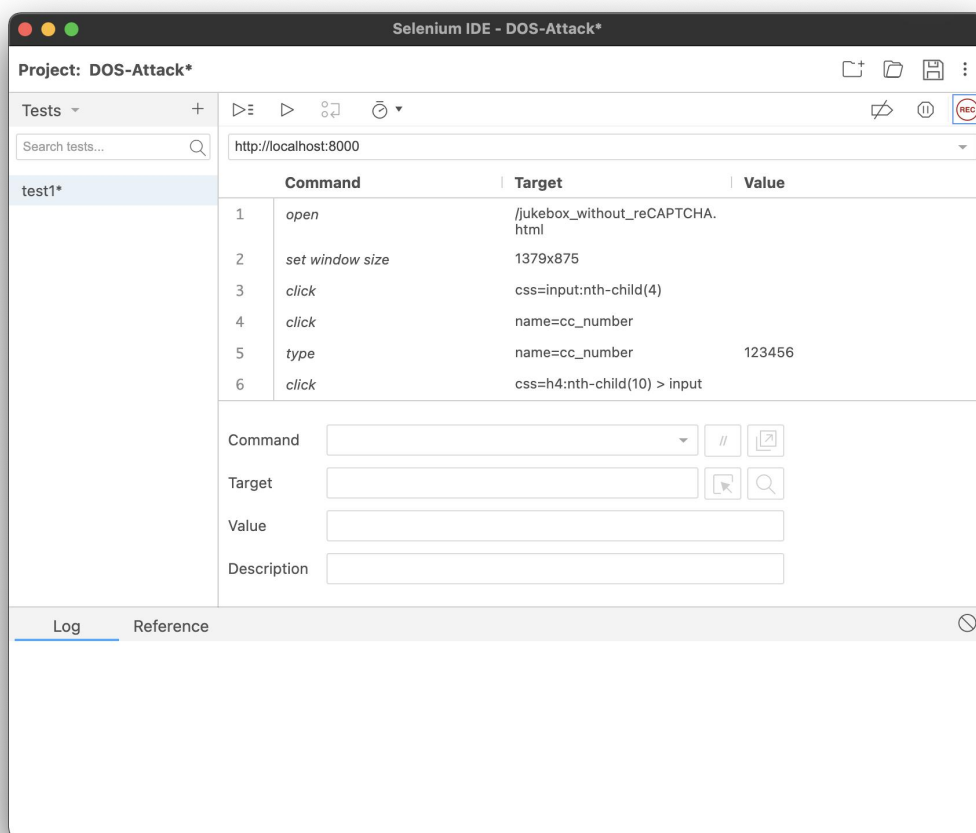 Selenium IDE - DOS-Attack*
Project: DOS-Attack*
Tests
Search tests...
test1*
REC
http://localhost:8000
Command Target Value
1 open /jukebox_without_reCAPTCHA.
html
2 set window size 1379x875
3 click css=input:nth-child(4)
4 click name=cc_number
5 type name=cc_number 123456
6 click css=h4:nth-child(10) > input
Command
//
Target
Value
Description
Log Reference